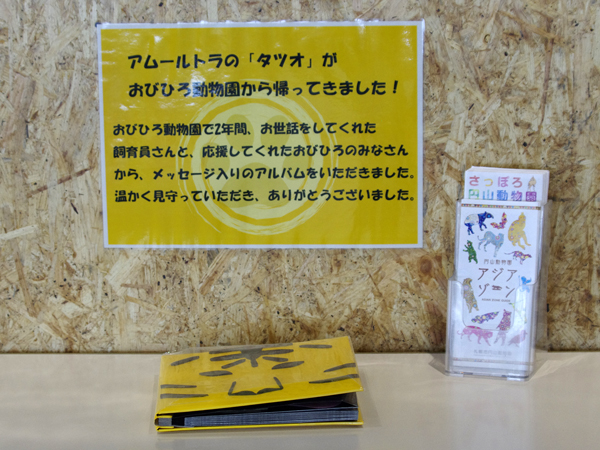 アムールトラの「タツオ」が
おびひろ動物園から帰ってきました！
おびひろ動物園で2年間、お世話をしてくれた
飼育員さんと、応援してくれたおびひろのみなさん
から、メッセージ入りのアルバムをいただきました。
温かく見守っていただき、ありがとうございました。
さっぽろ
円山動物園
円山動物園
アジア
ゾーン